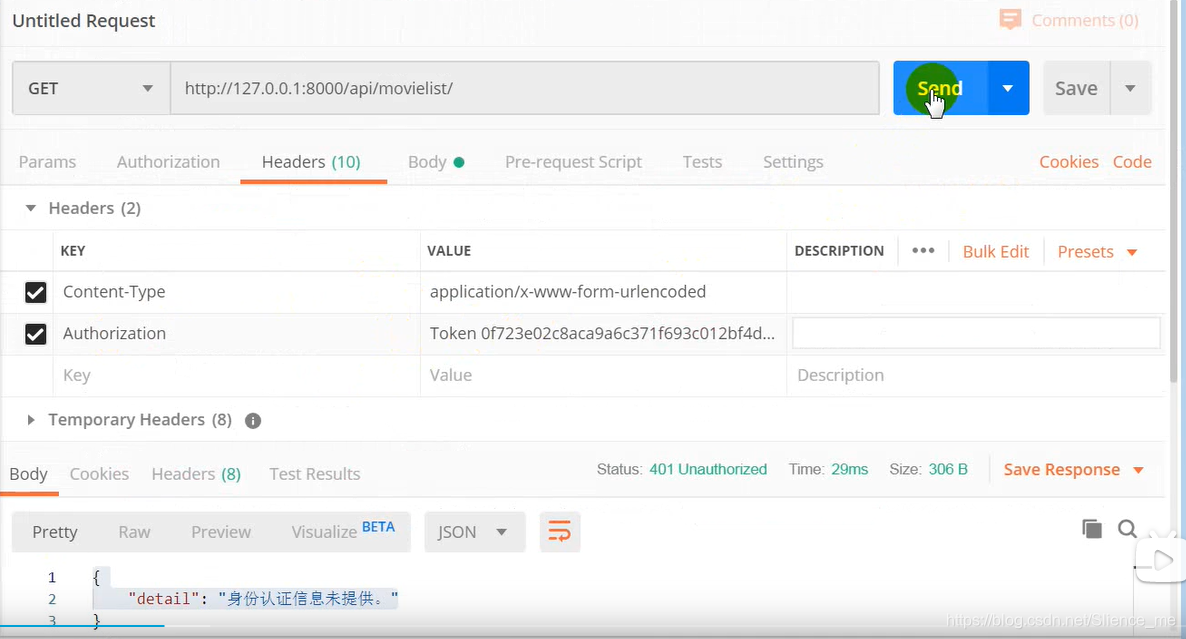 Untitled Request
Comments (0)
GET
http://127.0.0.1:8000/api/movielist/
Send
Save
Params
Authorization
Headers (10)
Body
Pre-request Script
Tests
Settings
Cookies
Code
Headers (2)
KEY
VALUE
DESCRIPTION
•••
Bulk Edit
Presets
Content-Type
application/x-www-form-urlencoded
Authorization
Token 0f723e02c8aca9a6c371f693c012bf4d...
Key
Value
Description
Temporary Headers (8)
Body
Cookies
Headers (8)
Test Results
Status: 401 Unauthorized
Time: 29ms
Size: 306 B
Save Response
Pretty
Raw
Preview
Visualize BETA
JSON
1 {
2 "detail": "身份认证信息未提供。"
3 }
https://blog.csdn.net/Silence_me